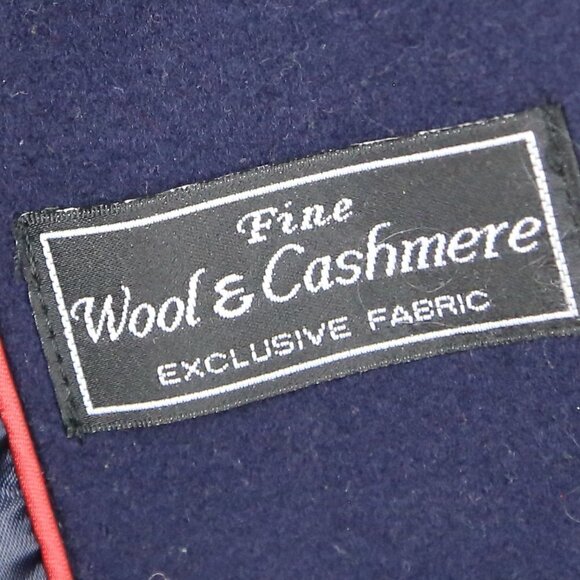 Fine
Wool & Cashmere
EXCLUSIVE FABRIC